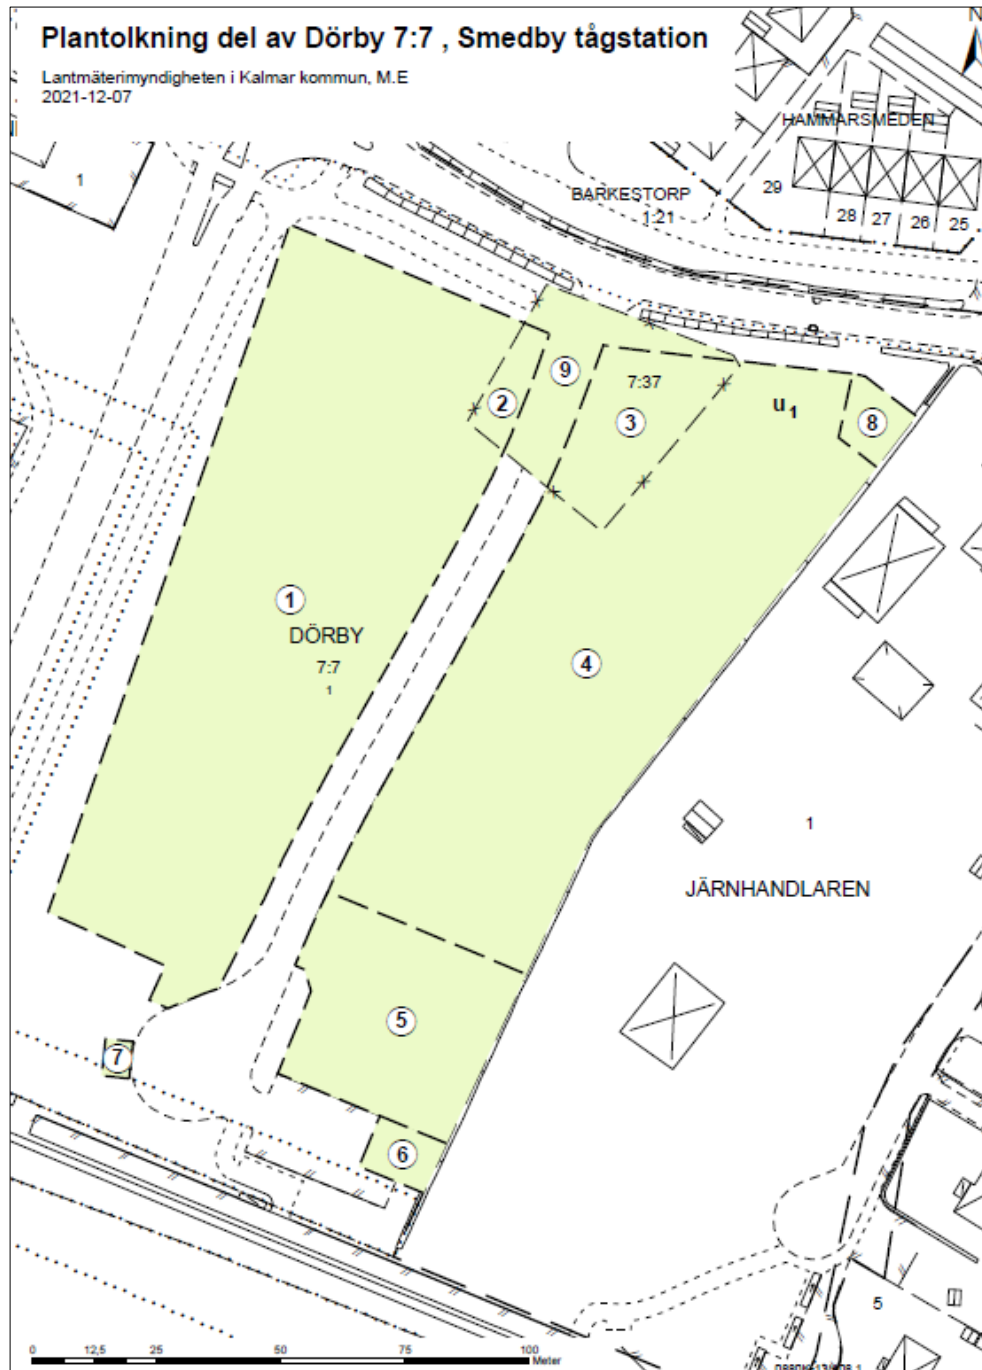 Plantolkning del av Dörby 7:7 , Smedby tågstation
Lantmäterimyndigheten i Kalmar kommun, M.E
2021-12-07
N
HAMMARSMEDEN
1
BARKESTORP
1:21
29
28 27 26 25
9
7:37
2
3
u1
8
1
DÖRBY
7:7
1
4
1
JÄRNHANDLAREN
5
7
6
5
0 12,5 25 50 75 100
Meter